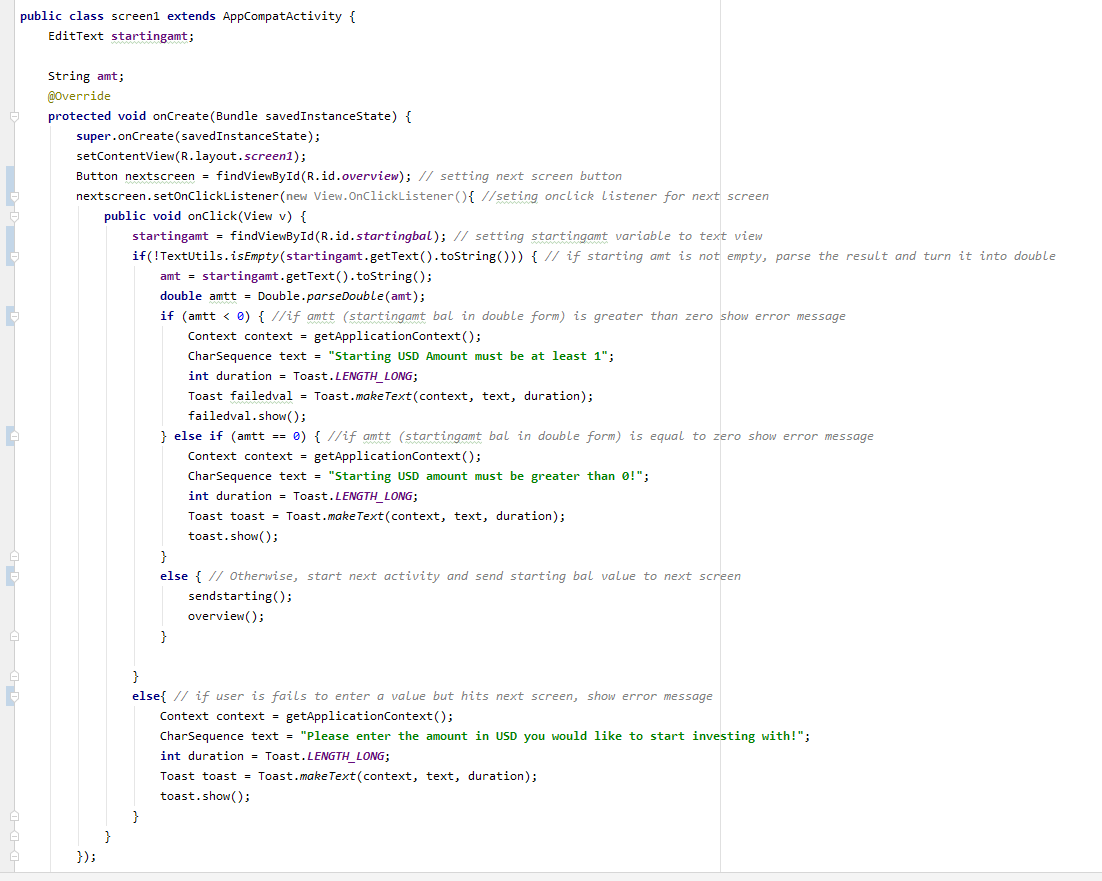 public class screen1 extends AppCompatActivity {
EditText startingamt;
String amt;
@Override
protected void onCreate(Bundle savedInstanceState) {
super.onCreate(savedInstanceState);
setContentView(R.layout.screen1);
Button nextscreen = findViewById(R.id.overview); // setting next screen button
nextscreen.setOnClickListener(new View.OnClickListener(){ //seting onclick listener for next screen
public void onClick(View v) {
startingamt = findViewById(R.id.startingbal); // setting startingamt variable to text view
if(!TextUtils.isEmpty(startingamt.getText().toString())) { // if starting amt is not empty, parse the result and turn it into double
amt = startingamt.getText().toString();
double amtt = Double.parseDouble(amt);
if (amtt < 0) { //if amtt (startingamt bal in double form) is greater than zero show error message
Context context = getApplicationContext();
CharSequence text = "Starting USD Amount must be at least 1";
int duration = Toast.LENGTH_LONG;
Toast failedval = Toast.makeText(context, text, duration);
failedval.show();
} else if (amtt == 0) { //if amtt (startingamt bal in double form) is equal to zero show error message
Context context = getApplicationContext();
CharSequence text = "Starting USD amount must be greater than 0!";
int duration = Toast.LENGTH_LONG;
Toast toast = Toast.makeText(context, text, duration);
toast.show();
}
else { // Otherwise, start next activity and send starting bal value to next screen
sendstarting();
overview();
}
}
else{ // if user is fails to enter a value but hits next screen, show error message
Context context = getApplicationContext();
CharSequence text = "Please enter the amount in USD you would like to start investing with!";
int duration = Toast.LENGTH_LONG;
Toast toast = Toast.makeText(context, text, duration);
toast.show();
}
}
});